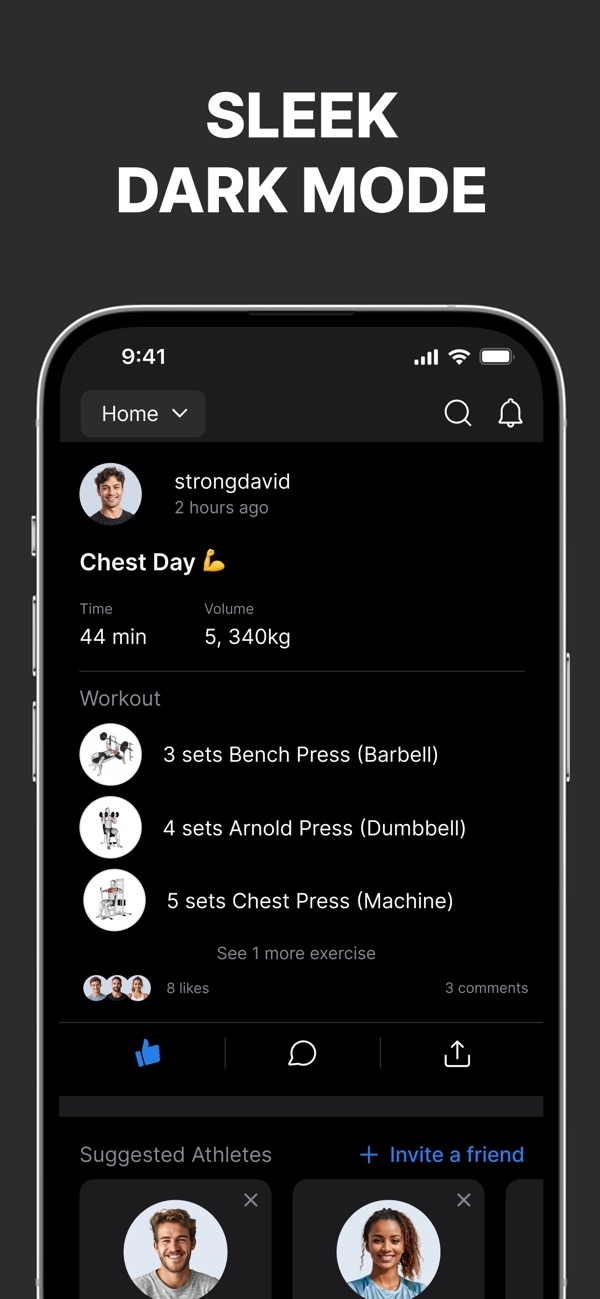 SLEEK
DARK MODE
9:41
Home
strongdavid
2 hours ago
Chest Day 💪
Time Volume
44 min 5, 340kg
Workout
3 sets Bench Press (Barbell)
4 sets Arnold Press (Dumbbell)
5 sets Chest Press (Machine)
See 1 more exercise
8 likes 3 comments
Suggested Athletes + Invite a friend